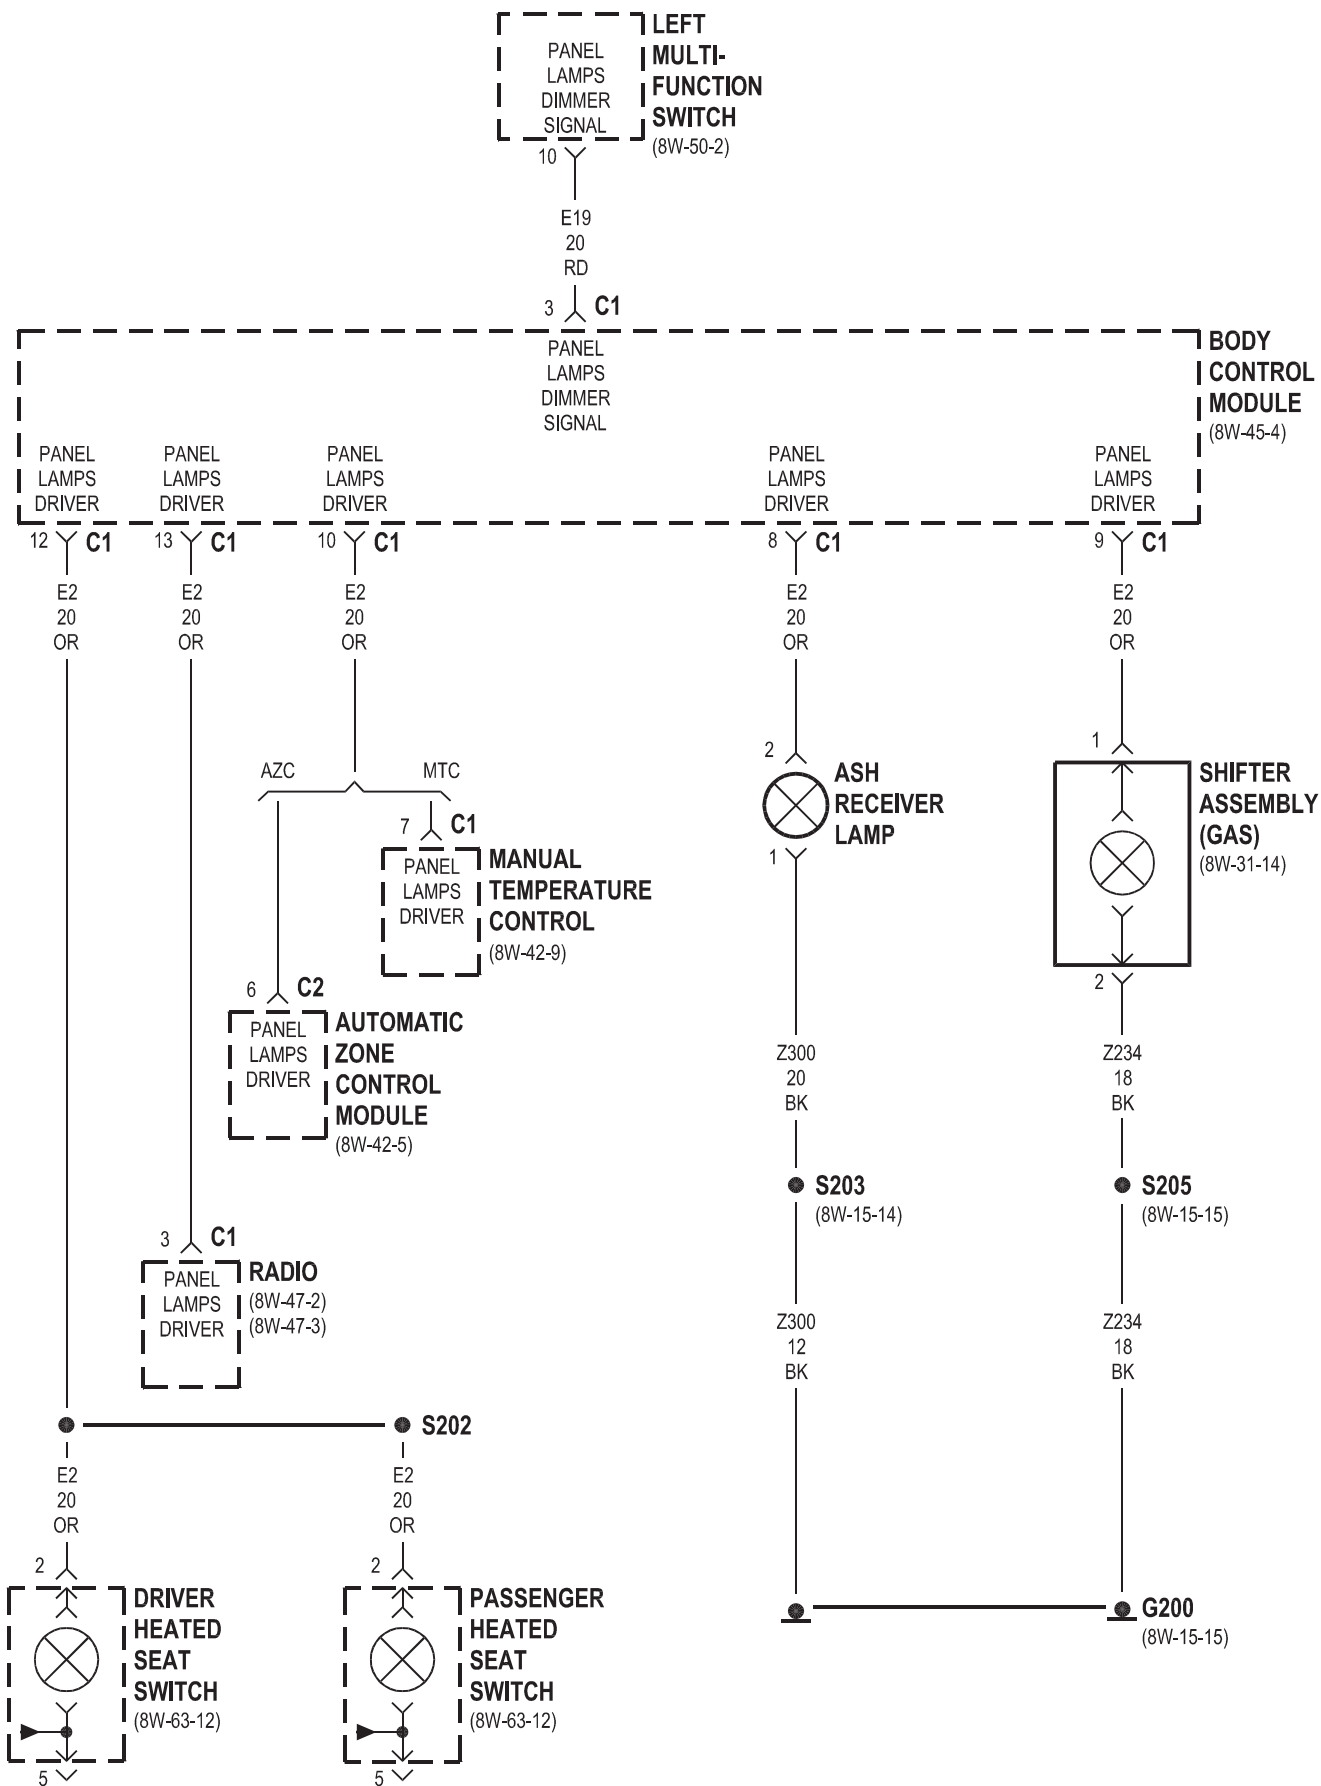 PANEL
LAMPS
DIMMER
SIGNAL
LEFT
MULTI-
FUNCTION
SWITCH
(8W-50-2)
10
E19
20
RD
3 C1
PANEL
LAMPS
DIMMER
SIGNAL
BODY
CONTROL
MODULE
(8W-45-4)
PANEL
LAMPS
DRIVER
PANEL
LAMPS
DRIVER
PANEL
LAMPS
DRIVER
PANEL
LAMPS
DRIVER
PANEL
LAMPS
DRIVER
12 C1
13 C1
10 C1
8 C1
9 C1
E2
20
OR
E2
20
OR
E2
20
OR
E2
20
OR
E2
20
OR
AZC
MTC
7 C1
PANEL
LAMPS
DRIVER
MANUAL
TEMPERATURE
CONTROL
(8W-42-9)
6 C2
PANEL
LAMPS
DRIVER
AUTOMATIC
ZONE
CONTROL
MODULE
(8W-42-5)
2
ASH
RECEIVER
LAMP
1
1
SHIFTER
ASSEMBLY
(GAS)
(8W-31-14)
2
Z300
20
BK
Z234
18
BK
S203
(8W-15-14)
S205
(8W-15-15)
3 C1
PANEL
LAMPS
DRIVER
RADIO
(8W-47-2)
(8W-47-3)
Z300
12
BK
Z234
18
BK
S202
E2
20
OR
E2
20
OR
2
DRIVER
HEATED
SEAT
SWITCH
(8W-63-12)
5
2
PASSENGER
HEATED
SEAT
SWITCH
(8W-63-12)
5
G200
(8W-15-15)